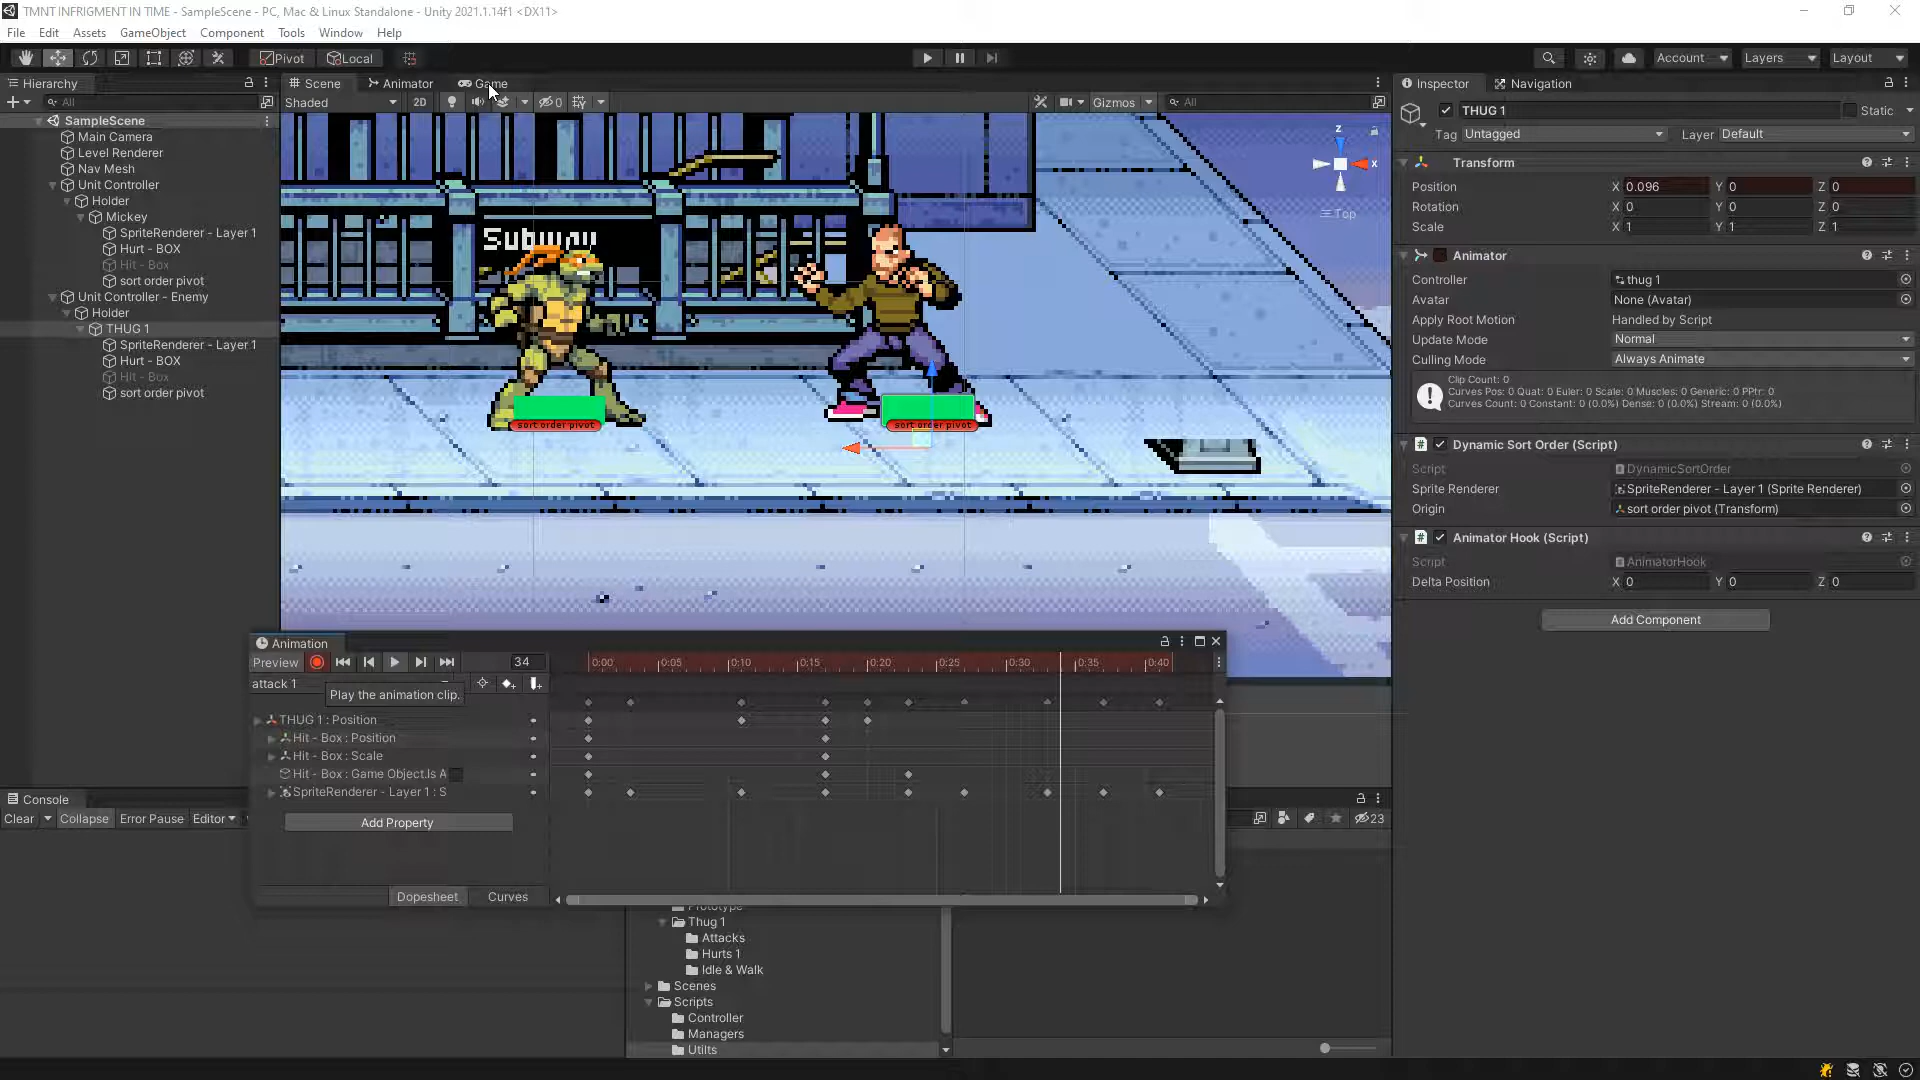 TMNT INFRIGMENT IN TIME - SampleScene - PC, Mac & Linux Standalone - Unity 2021.1.14f1 <DX11>
File Edit Assets GameObject Component Tools Window Help
Pivot Local Account Layers Layout
Hierarchy
All
SampleScene
Main Camera
Level Renderer
Nav Mesh
Unit Controller
Holder
Mickey
SpriteRenderer - Layer 1
Hurt - BOX
Hit - Box
sort order pivot
Unit Controller - Enemy
Holder
THUG 1
SpriteRenderer - Layer 1
Hurt - BOX
Hit - Box
sort order pivot
Scene Animator Game
Shaded 2D 0 Gizmos All
Subway
z
x
Top
sort order pivot
sort order pivot
Inspector Navigation
THUG 1 Static
Tag Untagged Layer Default
Transform
Position X 0.096 Y 0 Z 0
Rotation X 0 Y 0 Z 0
Scale X 1 Y 1 Z 1
Animator
Controller thug 1
Avatar None (Avatar)
Apply Root Motion Handled by Script
Update Mode Normal
Culling Mode Always Animate
Clip Count: 0
Curves Pos: 0 Quat: 0 Euler: 0 Scale: 0 Muscles: 0 Generic: 0 PPtr: 0
Curves Count: 0 Constant: 0 (0.0%) Dense: 0 (0.0%) Stream: 0 (0.0%)
Dynamic Sort Order (Script)
Script DynamicSortOrder
Sprite Renderer SpriteRenderer - Layer 1 (Sprite Renderer)
Origin sort order pivot (Transform)
Animator Hook (Script)
Script AnimatorHook
Delta Position X 0 Y 0 Z 0
Add Component
Animation
Preview 34 0:00 0:05 0:10 0:15 0:20 0:25 0:30 0:35 0:40
attack 1
Play the animation clip.
THUG 1 : Position
Hit - Box : Position
Hit - Box : Scale
Hit - Box : Game Object.Is A
SpriteRenderer - Layer 1 : S
Add Property
Dopesheet Curves
Console
Clear Collapse Error Pause Editor
23
Prototype
Thug 1
Attacks
Hurts 1
Idle & Walk
Scenes
Scripts
Controller
Managers
Utilts